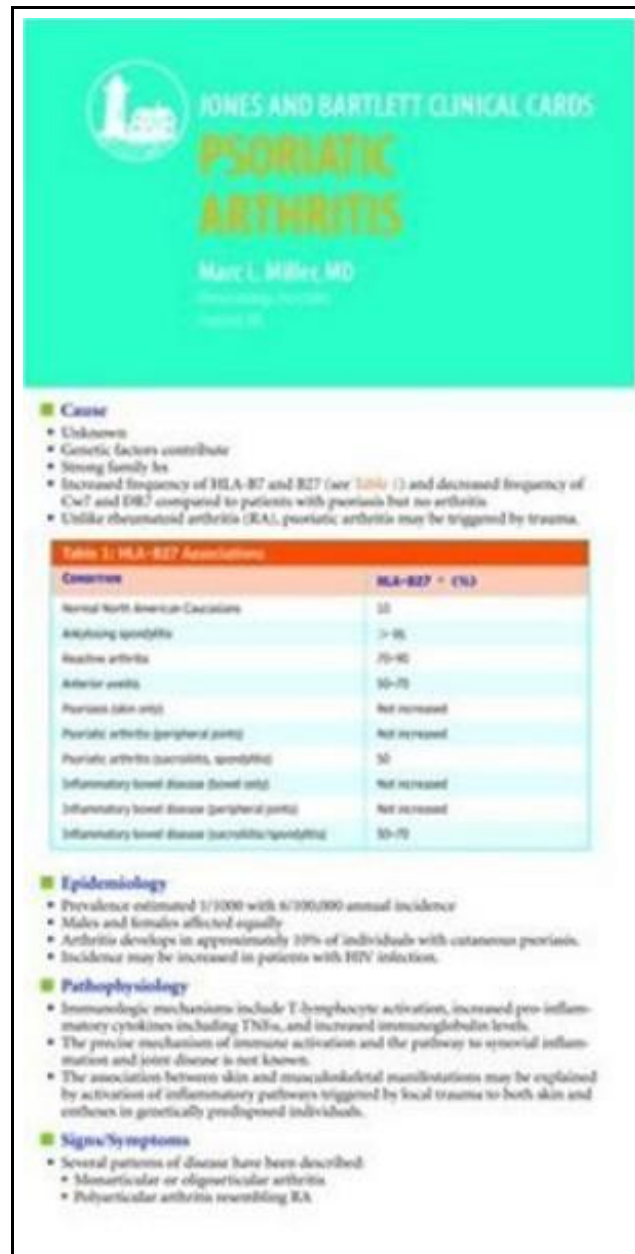 JONES AND BARTLETT CLINICAL CARDS
PSORIATIC
ARTHRITIS
Marc L. Miller, MD
Cause
• Unknown
• Genetic factors contribute
• Strong family hx
• Increased frequency of HLA-B7 and B27 (see Table 1) and decreased frequency of
Cw7 and DR7 compared to patients with psoriasis but no arthritis
• Unlike rheumatoid arthritis (RA), psoriatic arthritis may be triggered by trauma.
Table 1: HLA-B27 Associations
CONDITION HLA-B27 + (%)
Normal North American Caucasians 10
Ankylosing spondylitis >
Reactive arthritis 70-90
Anterior uveitis 50-70
Psoriasis (skin only) Not increased
Psoriatic arthritis (peripheral joints) Not increased
Psoriatic arthritis (sacroiliitis, spondylitis) 50
Inflammatory bowel disease (bowel only) Not increased
Inflammatory bowel disease (peripheral joints) Not increased
Inflammatory bowel disease (sacroiliitis/spondylitis) 50-70
Epidemiology
• Prevalence estimated 1/1000 with 6/100,000 annual incidence
• Males and females affected equally
• Arthritis develops in approximately 10% of individuals with cutaneous psoriasis.
• Incidence may be increased in patients with HIV infection.
Pathophysiology
• Immunologic mechanisms include T-lymphocyte activation, increased pro-inflam-
matory cytokines including TNFα, and increased immunoglobulin levels.
• The precise mechanism of immune activation and the pathway to synovial inflam-
mation and joint disease is not known.
• The association between skin and musculoskeletal manifestations may be explained
by activation of inflammatory pathways triggered by local trauma to both skin and
entheses in genetically predisposed individuals.
Signs/Symptoms
• Several patterns of disease have been described:
• Monarticular or oligoarticular arthritis
• Polyarticular arthritis resembling RA